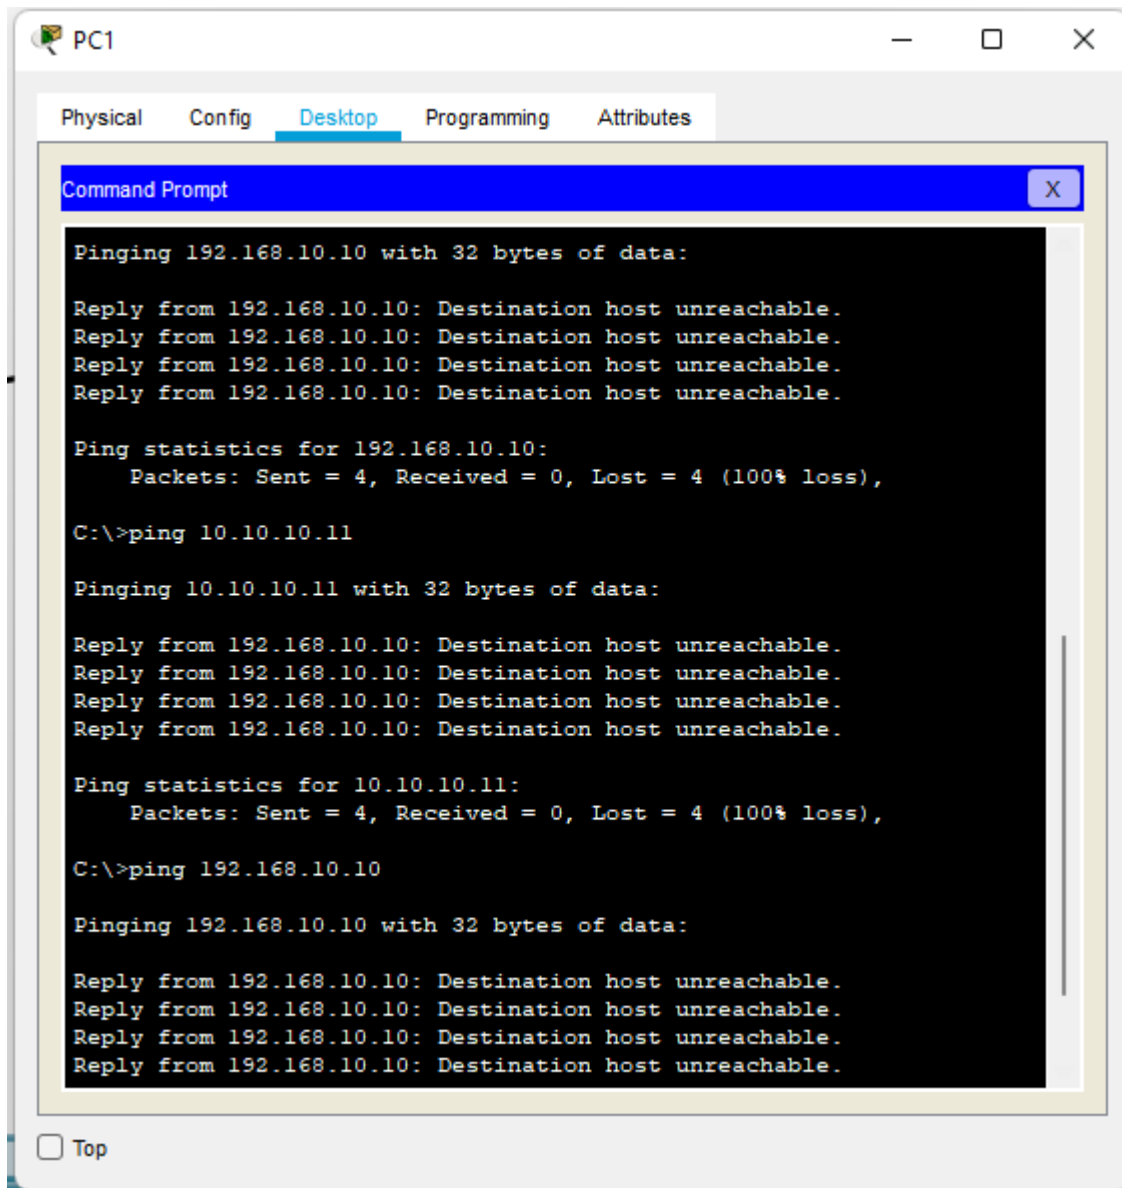 PC1
Physical Config Desktop Programming Attributes
Command Prompt X
Pinging 192.168.10.10 with 32 bytes of data:
Reply from 192.168.10.10: Destination host unreachable.
Reply from 192.168.10.10: Destination host unreachable.
Reply from 192.168.10.10: Destination host unreachable.
Reply from 192.168.10.10: Destination host unreachable.
Ping statistics for 192.168.10.10:
Packets: Sent = 4, Received = 0, Lost = 4 (100% loss),
C:\>ping 10.10.10.11
Pinging 10.10.10.11 with 32 bytes of data:
Reply from 192.168.10.10: Destination host unreachable.
Reply from 192.168.10.10: Destination host unreachable.
Reply from 192.168.10.10: Destination host unreachable.
Reply from 192.168.10.10: Destination host unreachable.
Ping statistics for 10.10.10.11:
Packets: Sent = 4, Received = 0, Lost = 4 (100% loss),
C:\>ping 192.168.10.10
Pinging 192.168.10.10 with 32 bytes of data:
Reply from 192.168.10.10: Destination host unreachable.
Reply from 192.168.10.10: Destination host unreachable.
Reply from 192.168.10.10: Destination host unreachable.
Reply from 192.168.10.10: Destination host unreachable.
Top